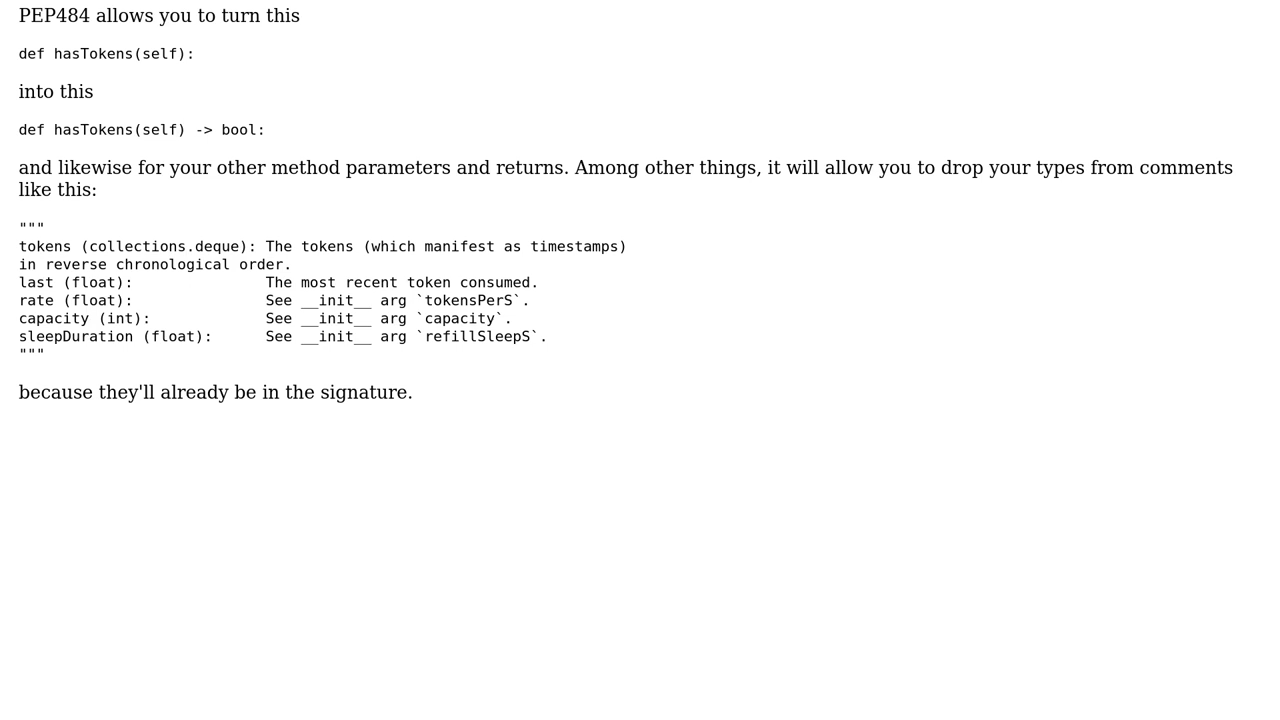 PEP484 allows you to turn this
def hasTokens(self):
into this
def hasTokens(self) -> bool:
and likewise for your other method parameters and returns. Among other things, it will allow you to drop your types from comments
like this:
"""
tokens (collections.deque): The tokens (which manifest as timestamps)
in reverse chronological order.
last (float):               The most recent token consumed.
rate (float):               See __init__ arg `tokensPerS`.
capacity (int):             See __init__ arg `capacity`.
sleepDuration (float):      See __init__ arg `refillSleepS`.
"""
because they'll already be in the signature.